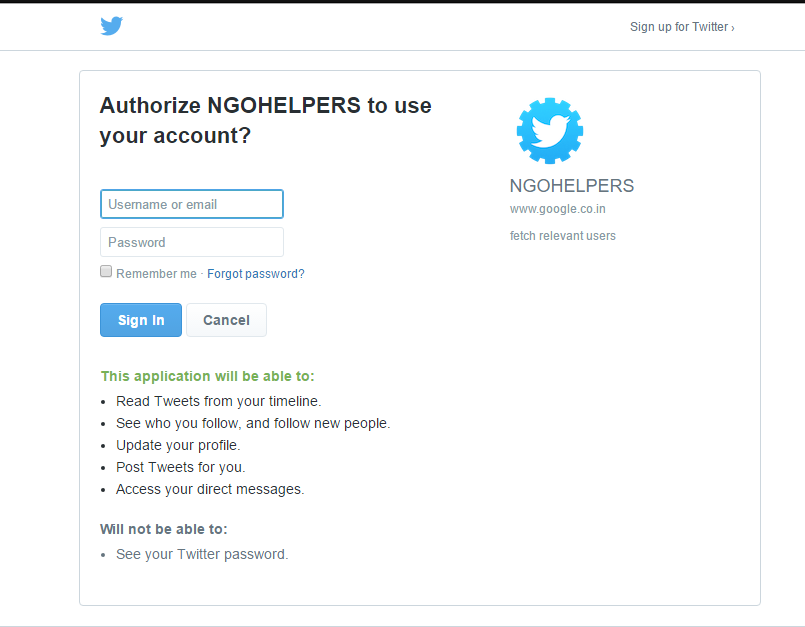 Sign up for Twitter ›
Authorize NGOHELPERS to use
your account?
Username or email
Password
Remember me · Forgot password?
Sign In
Cancel
This application will be able to:
• Read Tweets from your timeline.
• See who you follow, and follow new people.
• Update your profile.
• Post Tweets for you.
• Access your direct messages.
Will not be able to:
• See your Twitter password.
NGOHELPERS
www.google.co.in
fetch relevant users